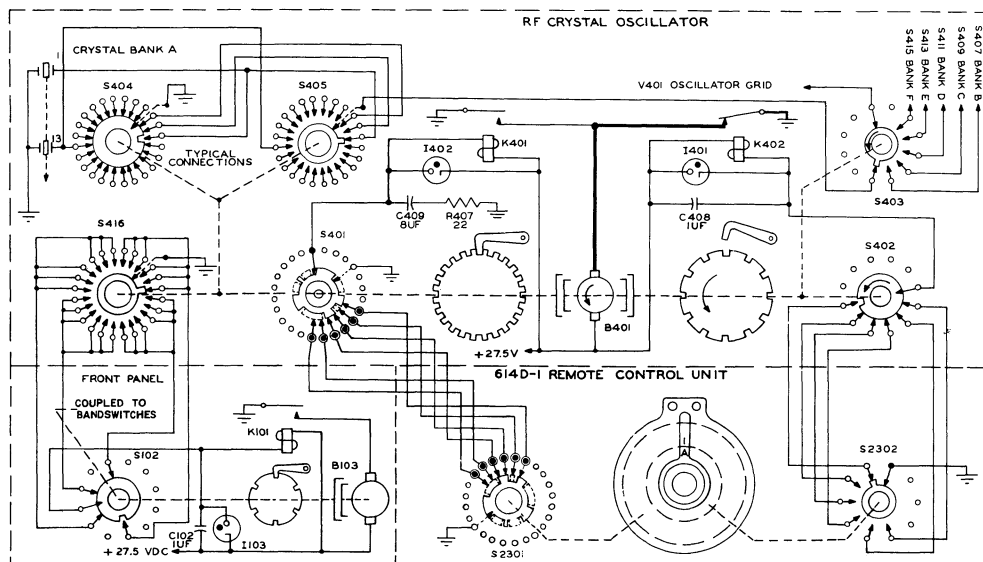 RF CRYSTAL OSCILLATOR
S407 BANK B
S409 BANK C
S411 BANK D
S413 BANK E
S415 BANK F
1
CRYSTAL BANK A
S404
S405
V401 OSCILLATOR GRID
13
TYPICAL
CONNECTIONS
I402
K401
I401
K402
C409
8UF
R407
22
C408
1UF
S403
S416
S401
S402
B401
+27.5V
FRONT PANEL
614D-1 REMOTE CONTROL UNIT
COUPLED TO
BANDSWITCHES
K101
S102
B103
A
S2302
C102
1UF
I103
+27.5 VDC
S2301